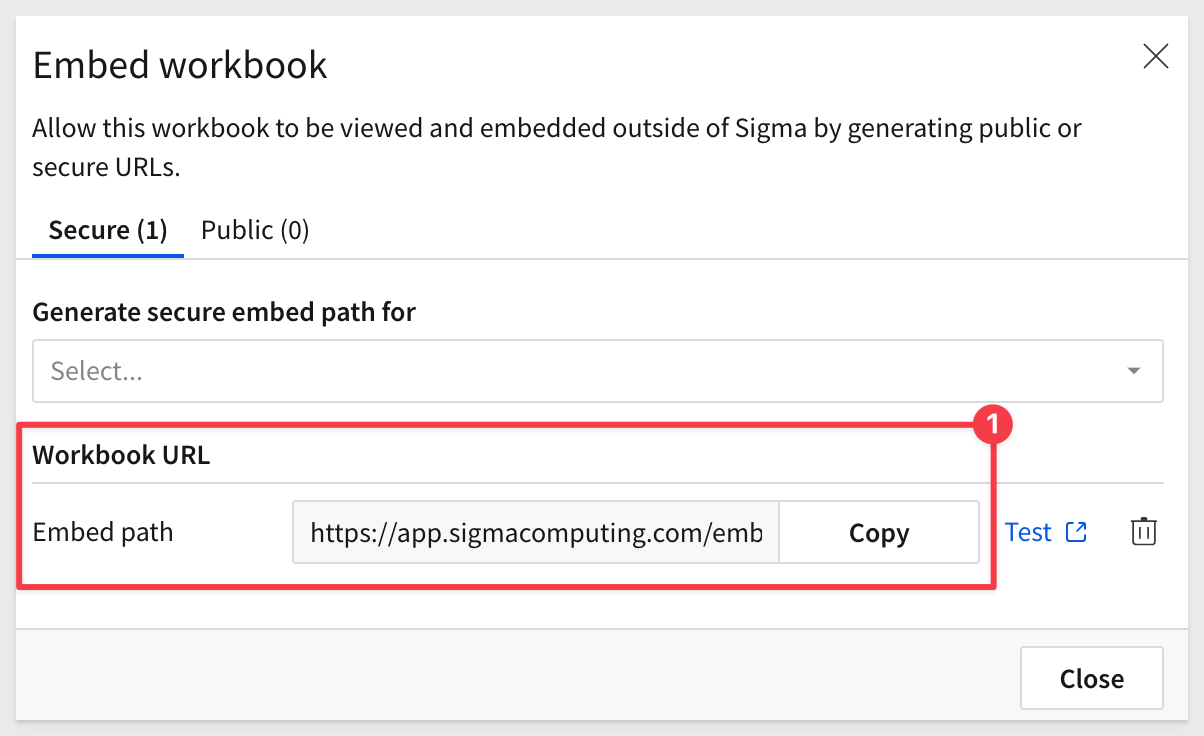 Embed workbook
Allow this workbook to be viewed and embedded outside of Sigma by generating public or
secure URLs.
Secure (1) Public (0)
Generate secure embed path for
Select...
1
Workbook URL
Embed path https://app.sigmacomputing.com/emb Copy Test
Close